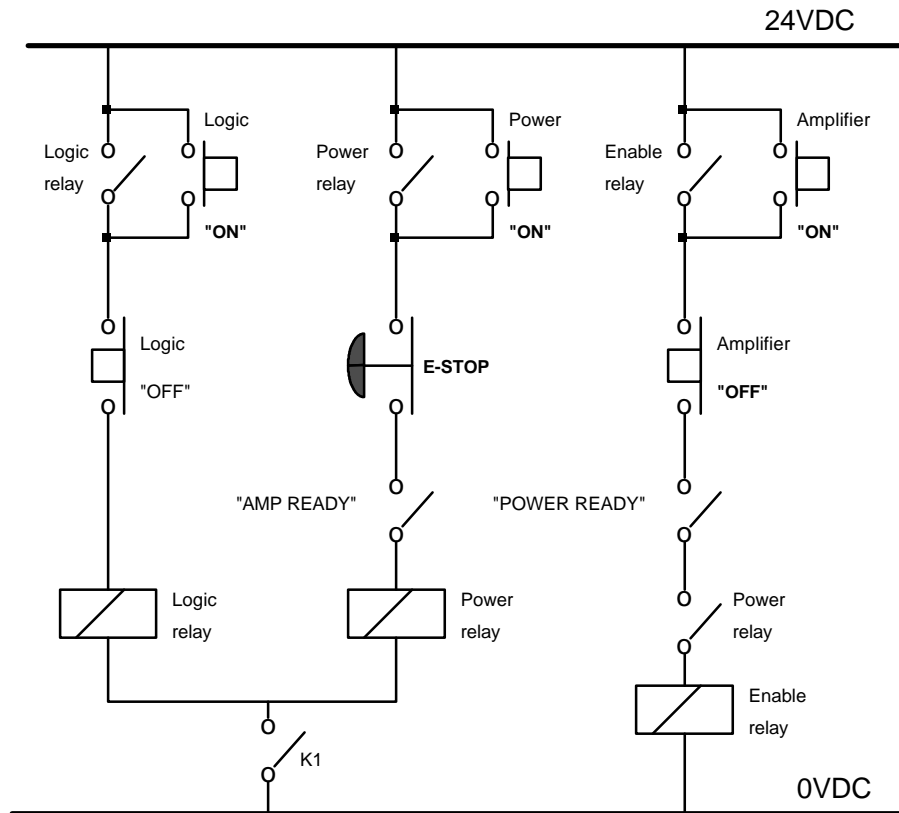 24VDC
Logic
Power
Amplifier
Logic
relay
Power
relay
Enable
relay
"ON"
"ON"
"ON"
Logic
"OFF"
E-STOP
Amplifier
"OFF"
"AMP READY"
"POWER READY"
Logic
relay
Power
relay
Power
relay
Enable
relay
K1
0VDC